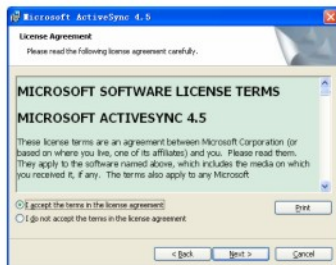 Microsoft ActiveSync 4.5
License Agreement
Please read the following license agreement carefully.
MICROSOFT SOFTWARE LICENSE TERMS
MICROSOFT ACTIVESYNC 4.5
These license terms are an agreement between Microsoft Corporation (or
based on where you live, one of its affiliates) and you. Please read them.
They apply to the software named above, which includes the media on which
you received it, if any. The terms also apply to any Microsoft
I accept the terms in the license agreement
I do not accept the terms in the license agreement
Print
< Back
Next >
Cancel